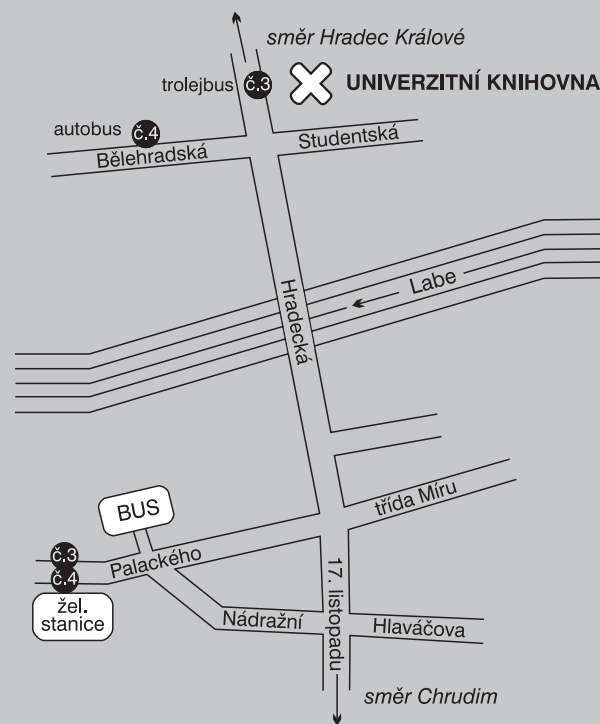 směr Hradec Králové
trolejbus č.3 UNIVERZITNÍ KNIHOVNA
autobus č.4
Bělehradská
Studentská
Hradecká
Labe
třída Míru
BUS
Palackého
č.3
č.4
žel.
stanice
17. listopadu
Nádražní
Hlaváčova
směr Chrudim